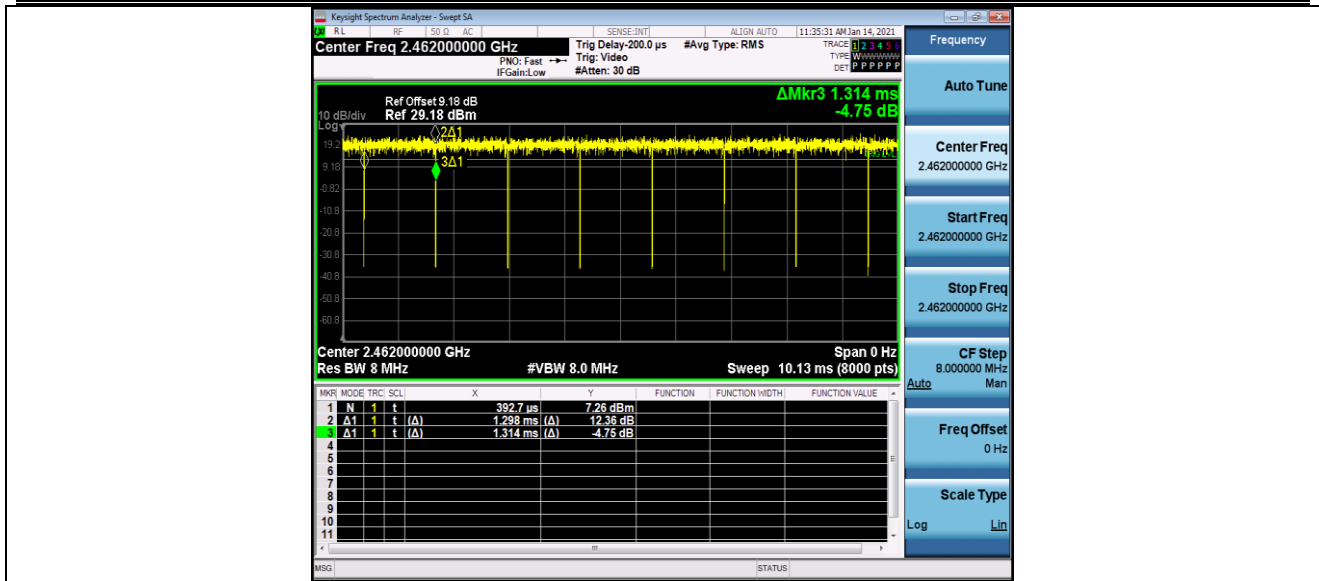 Keysight Spectrum Analyzer - Swept SA
RL RF 50 Ω AC SENSE:INT ALIGN AUTO 11:35:31 AM Jan 14, 2021
Center Freq 2.462000000 GHz
PNO: Fast
IFGain:Low
Trig Delay-200.0 µs
Trig: Video
#Atten: 30 dB
#Avg Type: RMS
TRACE 1 2 3 4 5 6
TYPE WWWWWW
DET P P P P P P
ΔMkr3 1.314 ms
-4.75 dB
Ref Offset 9.18 dB
10 dB/div Ref 29.18 dBm
Log
2Δ1
19.2
3Δ1
9.18
-0.82
-10.8
-20.8
-30.8
-40.8
-50.8
-60.8
Center 2.462000000 GHz Span 0 Hz
Res BW 8 MHz #VBW 8.0 MHz Sweep 10.13 ms (8000 pts)
MKR MODE TRC SCL X Y FUNCTION FUNCTION WIDTH FUNCTION VALUE
1 N 1 t 392.7 µs 7.26 dBm
2 Δ1 1 t (Δ) 1.298 ms (Δ) 12.36 dB
3 Δ1 1 t (Δ) 1.314 ms (Δ) -4.75 dB
4
5
6
7
8
9
10
11
MSG STATUS
Frequency
Auto Tune
Center Freq
2.462000000 GHz
Start Freq
2.462000000 GHz
Stop Freq
2.462000000 GHz
CF Step
8.000000 MHz
Auto Man
Freq Offset
0 Hz
Scale Type
Log Lin